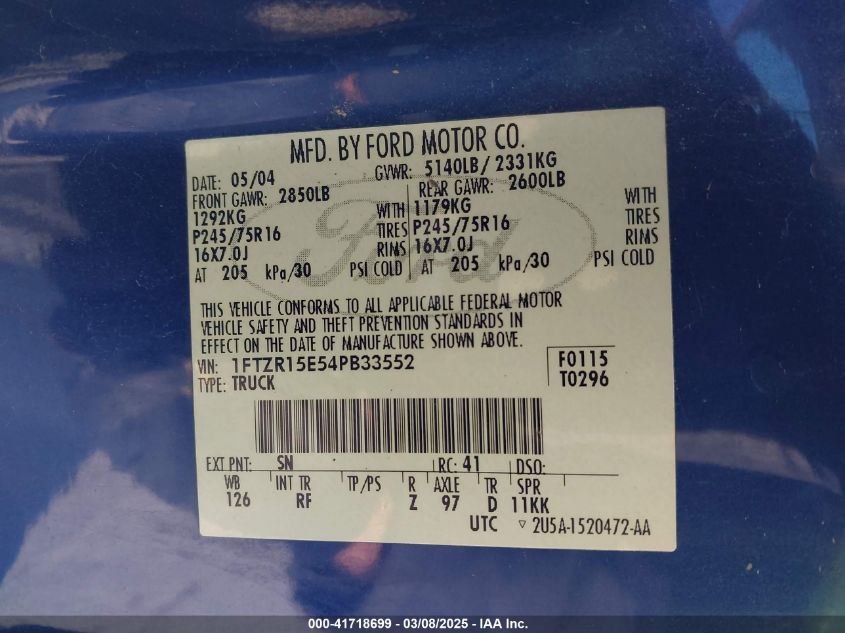 MFD. BY FORD MOTOR CO.
DATE: 05/04 GVWR: 5140LB/ 2331KG
FRONT GAWR: 2850LB REAR GAWR: 2600LB
1292KG WITH 1179KG WITH
P245/75R16 TIRES P245/75R16 TIRES
16X7.0J RIMS 16X7.0J RIMS
AT 205 kPa/30 PSI COLD AT 205 kPa/30 PSI COLD
Ford
THIS VEHICLE CONFORMS TO ALL APPLICABLE FEDERAL MOTOR
VEHICLE SAFETY AND THEFT PREVENTION STANDARDS IN
EFFECT ON THE DATE OF MANUFACTURE SHOWN ABOVE.
VIN: 1FTZR15E54PB33552 F0115
TYPE: TRUCK T0296
EXT PNT: SN RC: 41 DSO:
WB INT TR TP/PS R AXLE TR SPR
126 RF Z 97 D 11KK
UTC ▽ 2U5A-1520472-AA
000-41718699 - 03/08/2025 - IAA